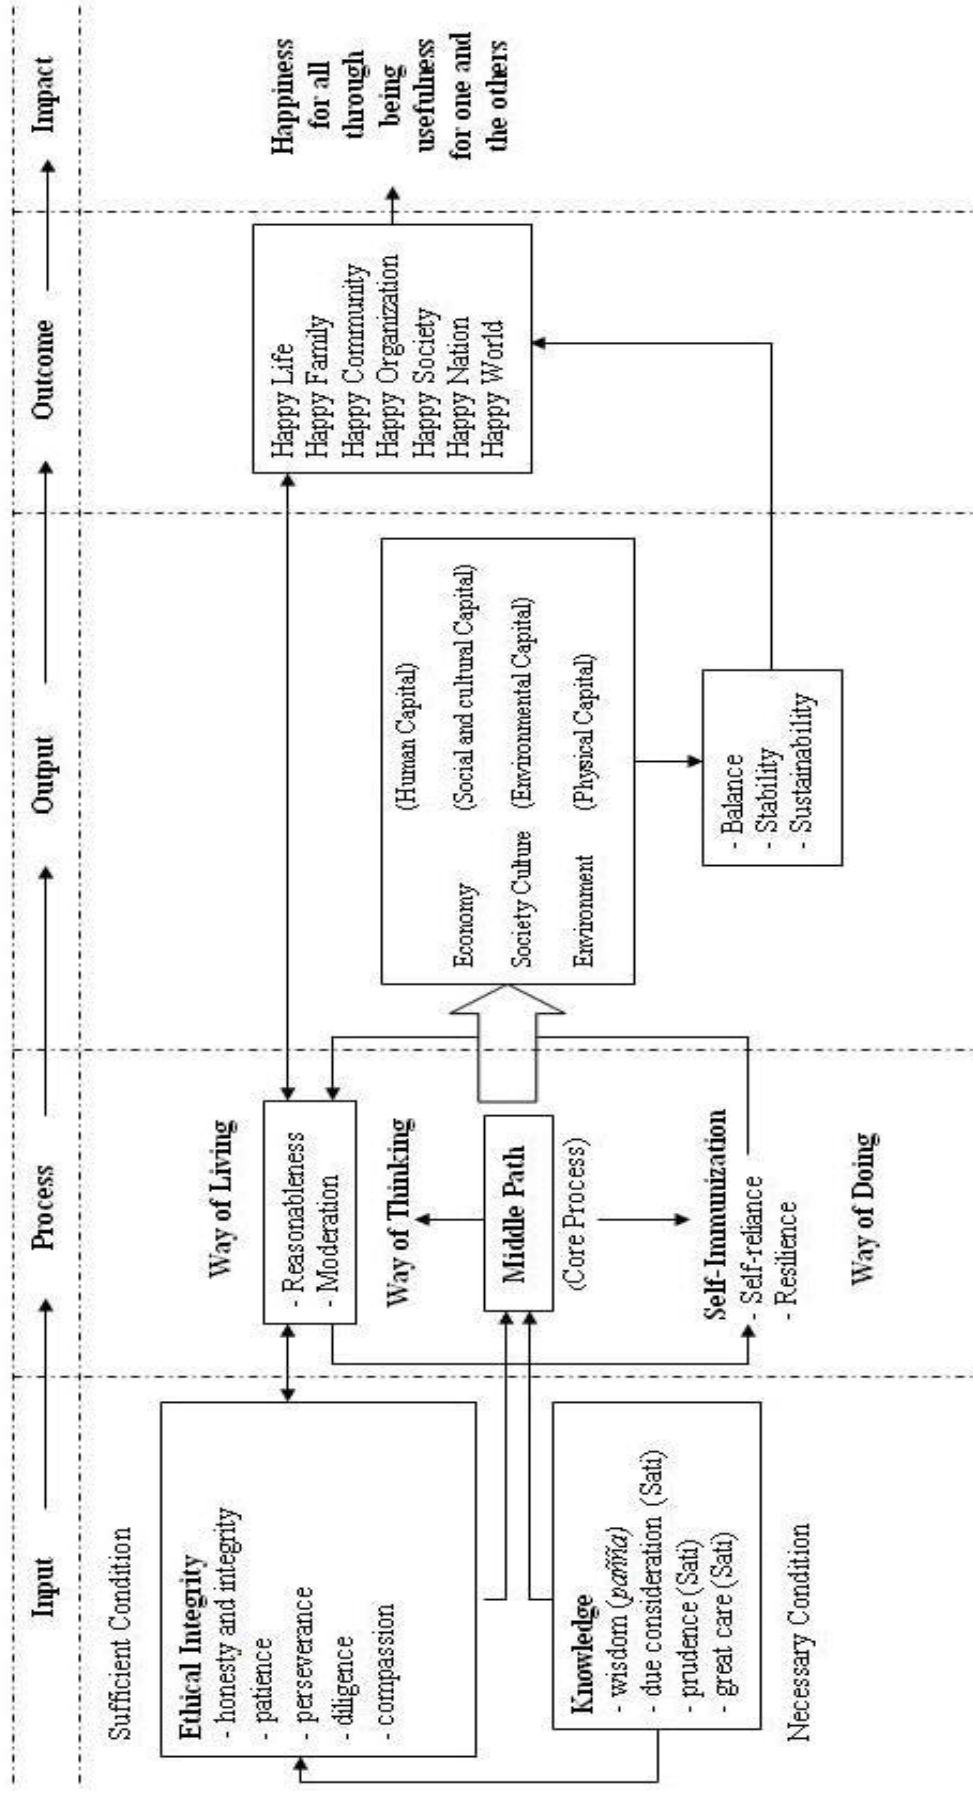 Input
Process
Output
Outcome
Impact
Sufficient Condition
Ethical Integrity
- honesty and integrity
- patience
- perseverance
- diligence
- compassion
Knowledge
- wisdom (pañña)
- due consideration (Sati)
- prudence (Sati)
- great care (Sati)
Necessary Condition
Way of Living
- Reasonableness
- Moderation
Way of Thinking
Middle Path
(Core Process)
Self-Immunization
- Self-reliance
- Resilience
Way of Doing
(Human Capital)
Economy (Social and cultural Capital)
Society Culture (Environmental Capital)
Environment (Physical Capital)
- Balance
- Stability
- Sustainability
Happy Life
Happy Family
Happy Community
Happy Organization
Happy Society
Happy Nation
Happy World
Happiness
for all
through
being
usefulness
for one and
the others